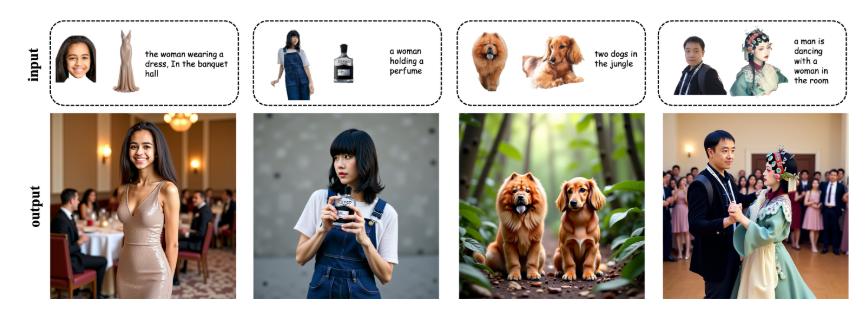 input
the woman wearing a
dress, In the banquet
hall
a woman
holding a
perfume
two dogs in
the jungle
a man is
dancing
with a
woman in
the room
output